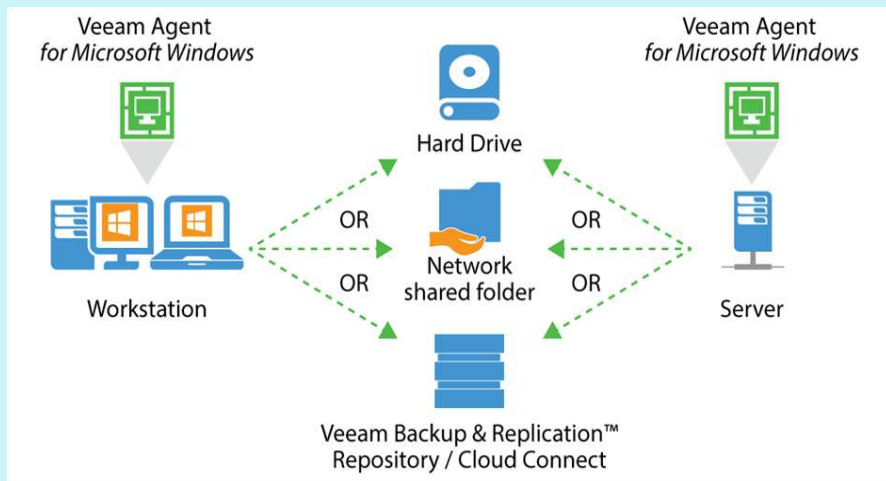 Veeam Agent
for Microsoft Windows
Veeam Agent
for Microsoft Windows
Hard Drive
OR
OR
Network
shared folder
OR
OR
Workstation
Server
Veeam Backup & Replication™
Repository / Cloud Connect